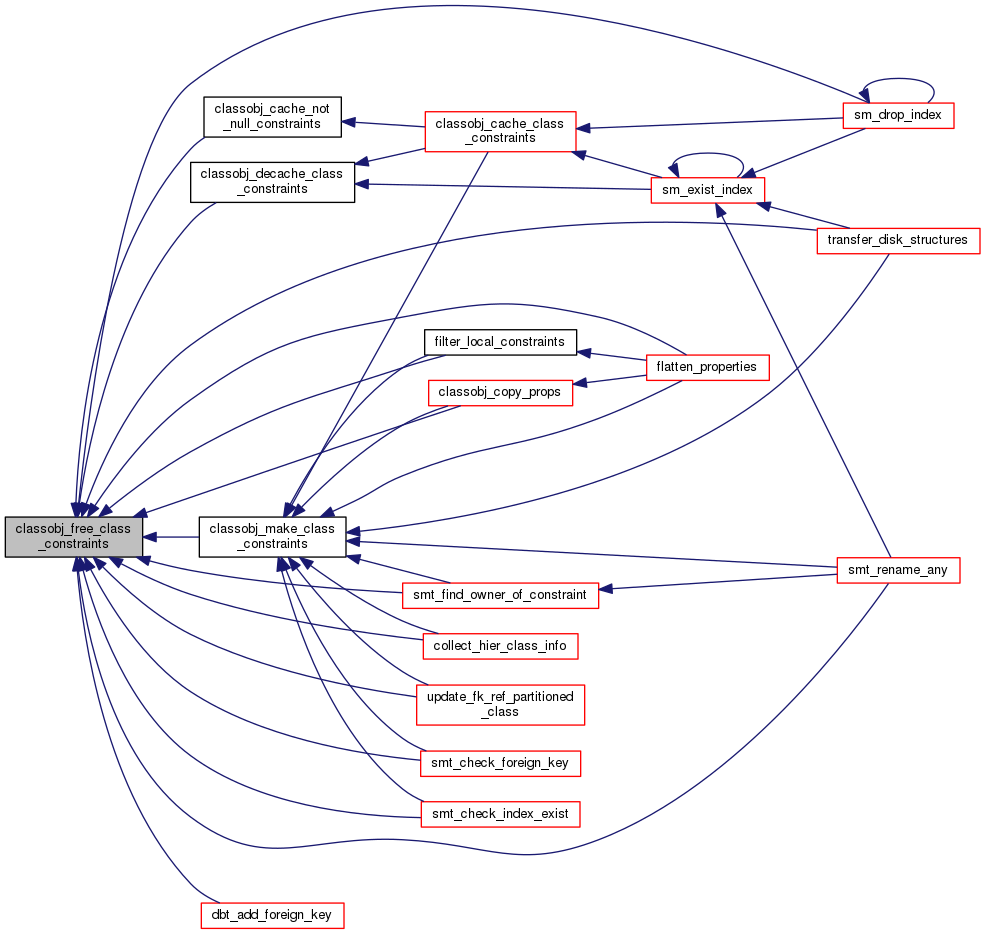 classobj_cache_not
_null_constraints
classobj_cache_class
_constraints
sm_drop_index
classobj_decache_class
_constraints
sm_exist_index
transfer_disk_structures
filter_local_constraints
flatten_properties
classobj_copy_props
classobj_free_class
_constraints
classobj_make_class
_constraints
smt_rename_any
smt_find_owner_of_constraint
collect_hier_class_info
update_fk_ref_partitioned
_class
smt_check_foreign_key
smt_check_index_exist
dbt_add_foreign_key